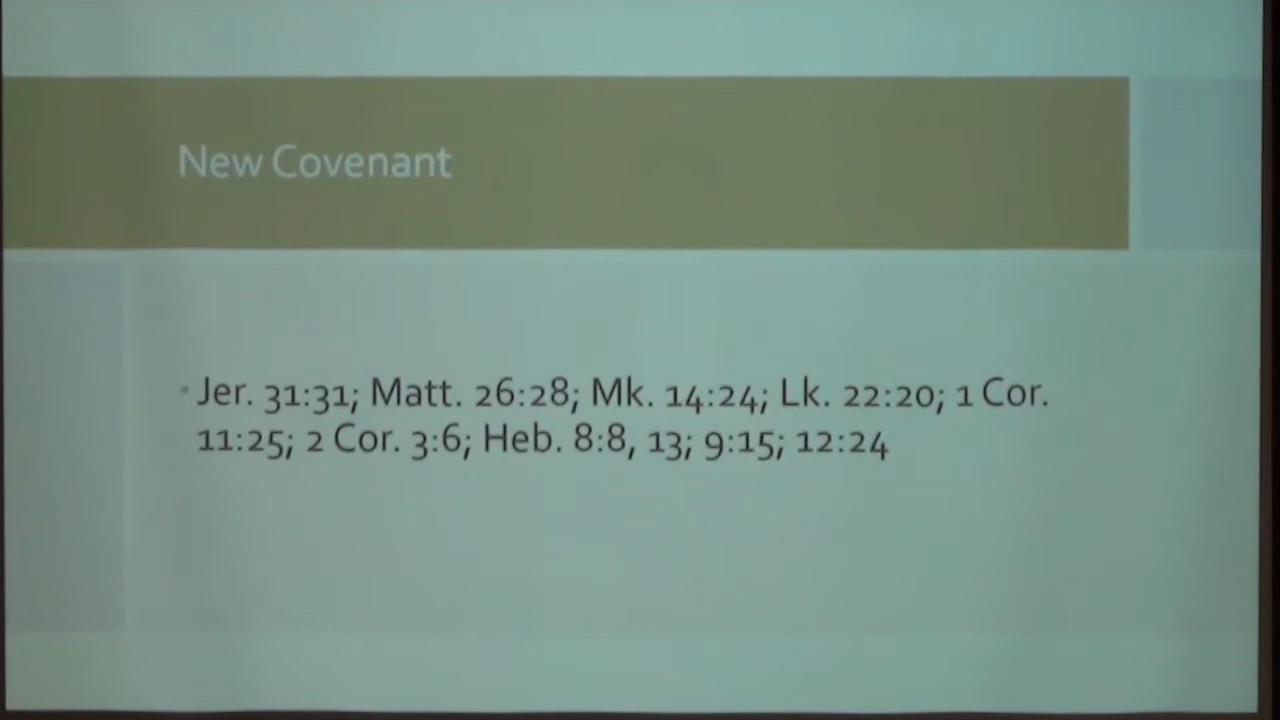 New Covenant
Jer. 31:31; Matt. 26:28; Mk. 14:24; Lk. 22:20; 1 Cor.
11:25; 2 Cor. 3:6; Heb. 8:8, 13; 9:15; 12:24